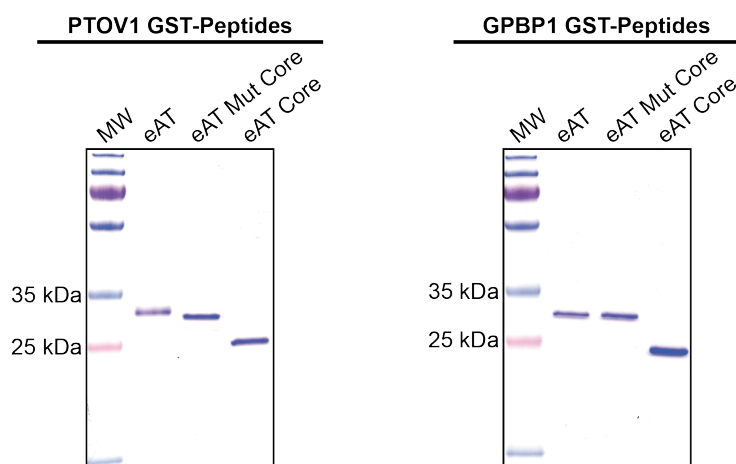 PTOV1 GST-Peptides
MW
eAT
eAT Mut Core
eAT Core
35 kDa
25 kDa
GPBP1 GST-Peptides
MW
eAT
eAT Mut Core
eAT Core
35 kDa
25 kDa